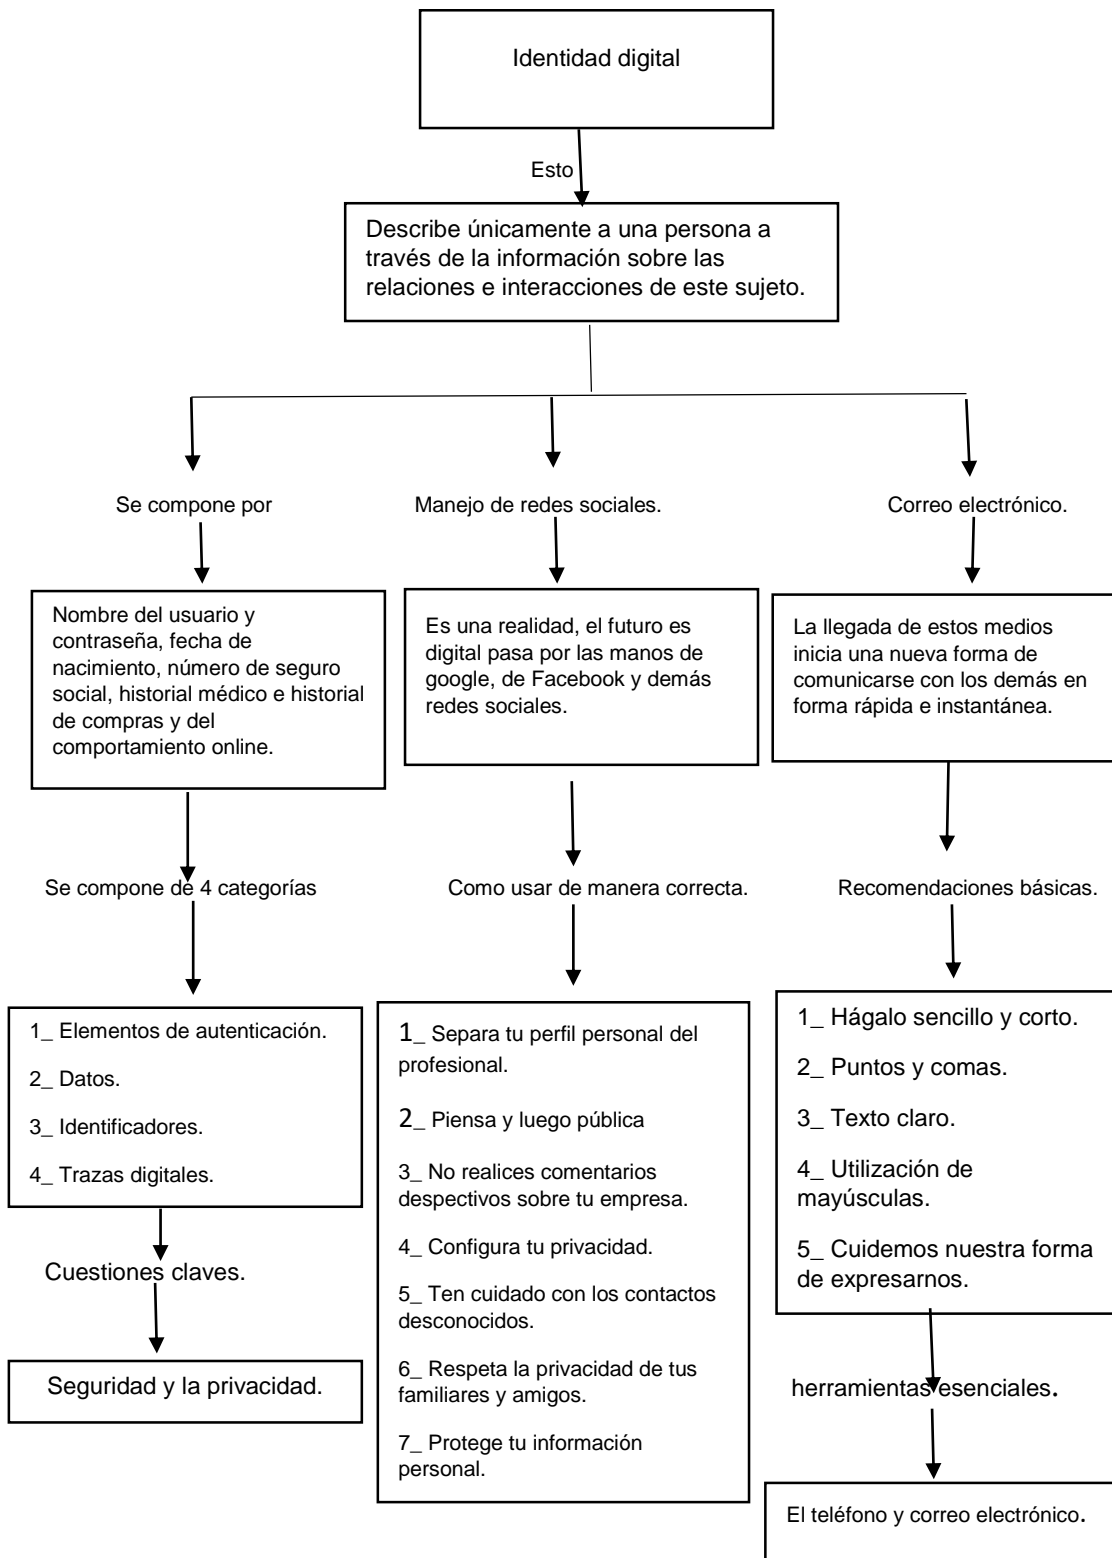 Identidad digital
Esto
Describe únicamente a una persona a
través de la información sobre las
relaciones e interacciones de este sujeto.
Se compone por
Manejo de redes sociales.
Correo electrónico.
Nombre del usuario y
contraseña, fecha de
nacimiento, número de seguro
social, historial médico e historial
de compras y del
comportamiento online.
Es una realidad, el futuro es
digital pasa por las manos de
google, de Facebook y demás
redes sociales.
La llegada de estos medios
inicia una nueva forma de
comunicarse con los demás en
forma rápida e instantánea.
Se compone de 4 categorías
Como usar de manera correcta.
Recomendaciones básicas.
1_ Elementos de autenticación.
2_ Datos.
3_ Identificadores.
4_ Trazas digitales.
1_ Separa tu perfil personal del
profesional.
2_ Piensa y luego pública
3_ No realices comentarios
despectivos sobre tu empresa.
4_ Configura tu privacidad.
5_ Ten cuidado con los contactos
desconocidos.
6_ Respeta la privacidad de tus
familiares y amigos.
7_ Protege tu información
personal.
1_ Hágalo sencillo y corto.
2_ Puntos y comas.
3_ Texto claro.
4_ Utilización de
mayúsculas.
5_ Cuidemos nuestra forma
de expresarnos.
Cuestiones claves.
Seguridad y la privacidad.
herramientas esenciales.
El teléfono y correo electrónico.